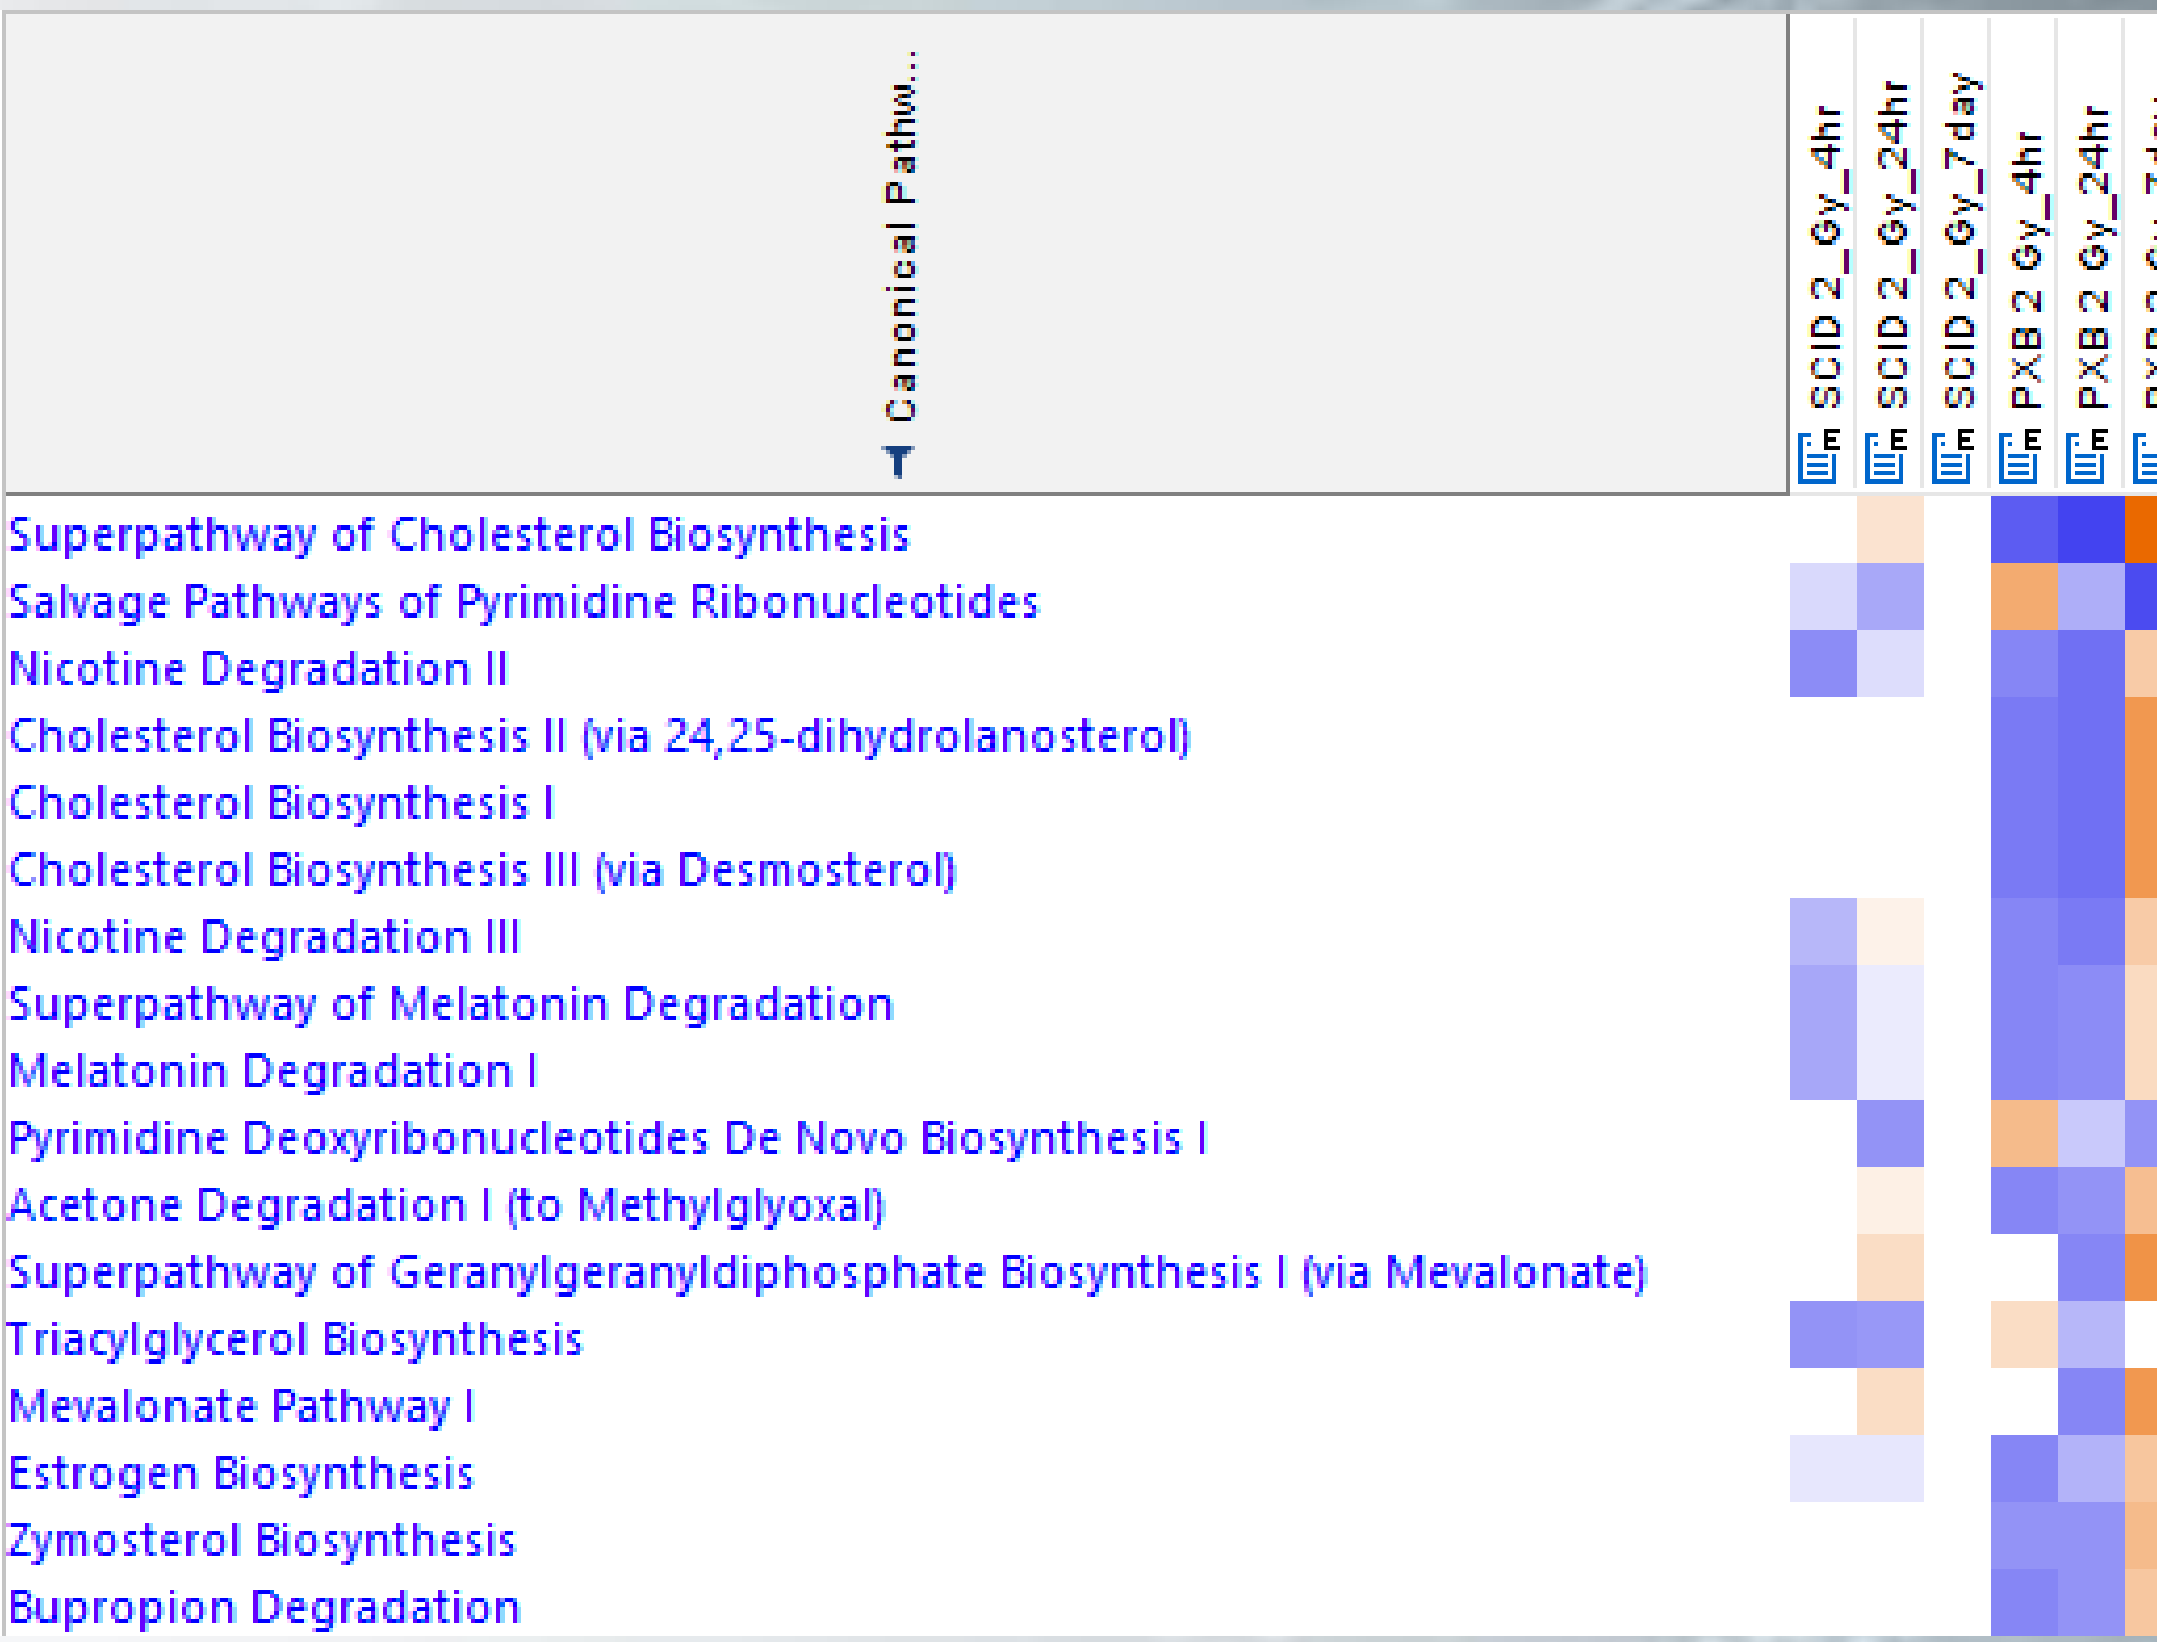 Canonical Pathw...
SCID 2_Gy_4hr
SCID 2_Gy_24hr
SCID 2_Gy_7day
PXB 2 Gy_4hr
PXB 2 Gy_24hr
Superpathway of Cholesterol Biosynthesis
Salvage Pathways of Pyrimidine Ribonucleotides
Nicotine Degradation II
Cholesterol Biosynthesis II (via 24,25-dihydrolanosterol)
Cholesterol Biosynthesis I
Cholesterol Biosynthesis III (via Desmosterol)
Nicotine Degradation III
Superpathway of Melatonin Degradation
Melatonin Degradation I
Pyrimidine Deoxyribonucleotides De Novo Biosynthesis I
Acetone Degradation I (to Methylglyoxal)
Superpathway of Geranylgeranyldiphosphate Biosynthesis I (via Mevalonate)
Triacylglycerol Biosynthesis
Mevalonate Pathway I
Estrogen Biosynthesis
Zymosterol Biosynthesis
Bupropion Degradation